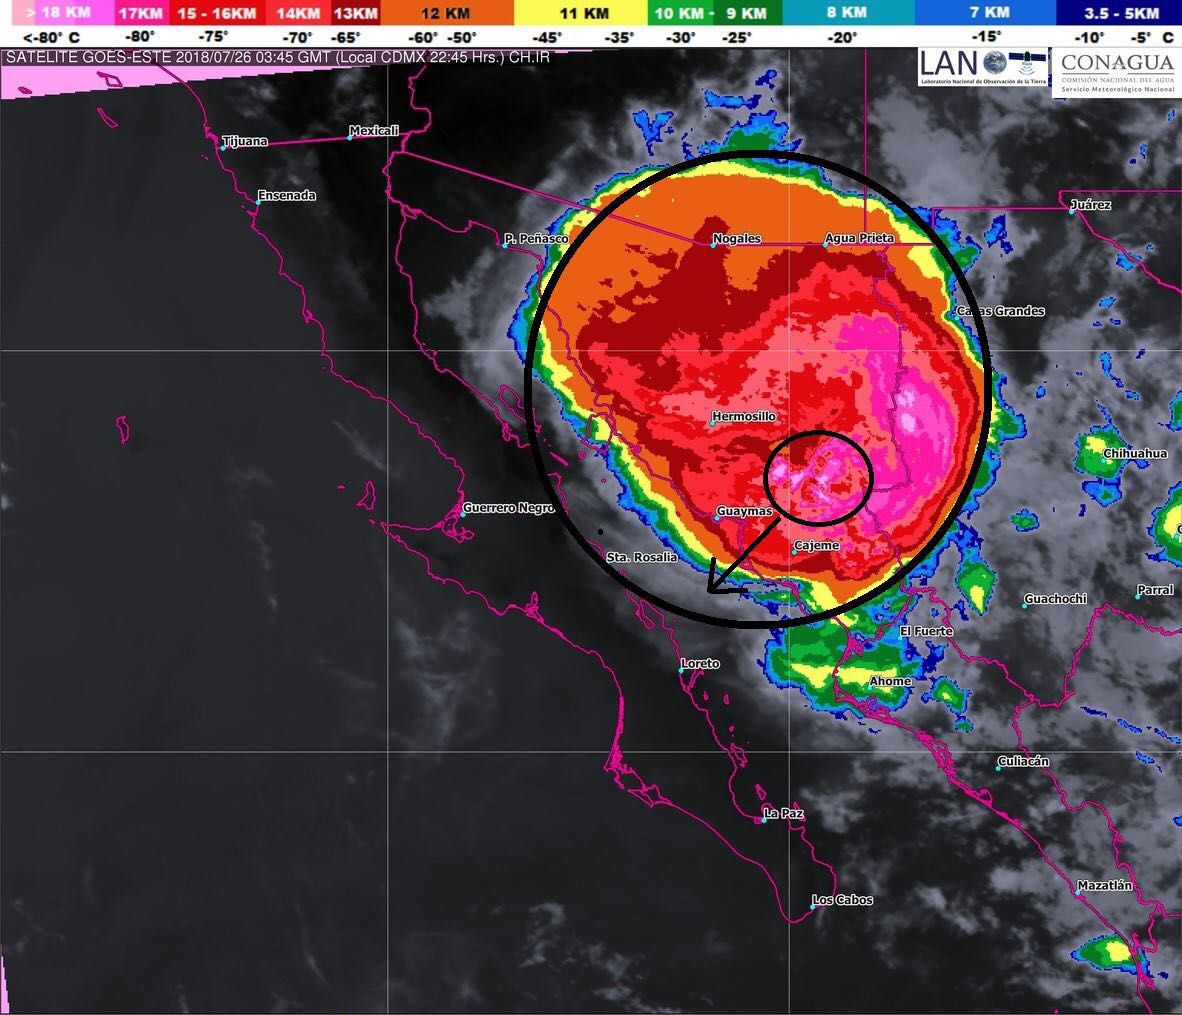 > 18 KM 17KM 15 - 16KM 14KM 13KM 12 KM 11 KM 10 KM - 9 KM 8 KM 7 KM 3.5 - 5KM
<-80° C -80° -75° -70° -65° -60° -50° -45° -35° -30° -25° -20° -15° -10° -5° C
SATELITE GOES-ESTE 2018/07/26 03:45 GMT (Local CDMX 22:45 Hrs.) CH.IR
LANOT
Laboratorio Nacional de Observación de la Tierra
CONAGUA
COMISIÓN NACIONAL DEL AGUA
Servicio Meteorológico Nacional
Tijuana
Mexicali
Ensenada
Juárez
P. Peñasco
Nogales
Agua Prieta
Casas Grandes
Hermosillo
Chihuahua
Guerrero Negro
Guaymas
Cajeme
Sta. Rosalia
Guachochi
Parral
El Fuerte
Loreto
Ahome
Culiacán
La Paz
Mazatlán
Los Cabos